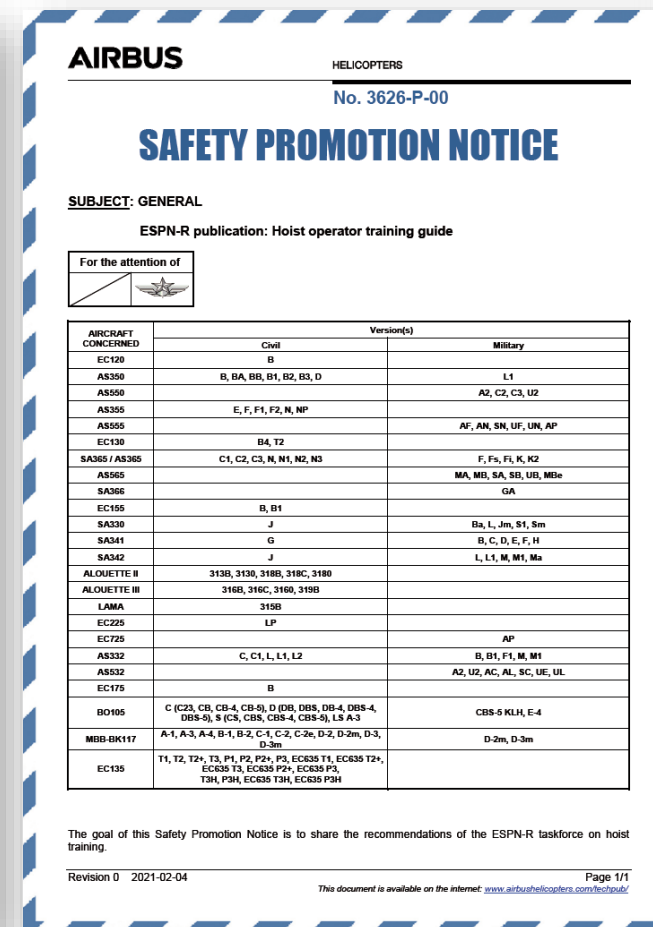 AIRBUS
HELICOPTERS
No. 3626-P-00
SAFETY PROMOTION NOTICE
SUBJECT: GENERAL
ESPN-R publication: Hoist operator training guide
For the attention of
AIRCRAFT CONCERNED Version(s)
Civil Military
EC120 B
AS350 B, BA, BB, B1, B2, B3, D L1
AS550 A2, C2, C3, U2
AS355 E, F, F1, F2, N, NP
AS555 AF, AN, SN, UF, UN, AP
EC130 B4, T2
SA365 / AS365 C1, C2, C3, N, N1, N2, N3 F, Fs, Fi, K, K2
AS565 MA, MB, SA, SB, UB, MBe
SA366 GA
EC155 B, B1
SA330 J Ba, L, Jm, S1, Sm
SA341 G B, C, D, E, F, H
SA342 J L, L1, M, M1, Ma
ALOUETTE II 313B, 3130, 318B, 318C, 3180
ALOUETTE III 316B, 316C, 3160, 319B
LAMA 315B
EC225 LP
EC725 AP
AS332 C, C1, L, L1, L2 B, B1, F1, M, M1
AS532 A2, U2, AC, AL, SC, UE, UL
EC175 B
BO105 C (C23, CB, CB-4, CB-5), D (DB, DBS, DB-4, DBS-4,
DBS-5), S (CS, CBS, CBS-4, CBS-5), LS A-3 CBS-5 KLH, E-4
MBB-BK117 A-1, A-3, A-4, B-1, B-2, C-1, C-2, C-2e, D-2, D-2m, D-3,
D-3m D-2m, D-3m
EC135 T1, T2, T2+, T3, P1, P2, P2+, P3, EC635 T1, EC635 T2+,
EC635 T3, EC635 P2+, EC635 P3,
T3H, P3H, EC635 T3H, EC635 P3H
The goal of this Safety Promotion Notice is to share the recommendations of the ESPN-R taskforce on hoist
training.
Revision 0 2021-02-04 Page 1/1
This document is available on the internet: www.airbushelicopters.com/techpub/